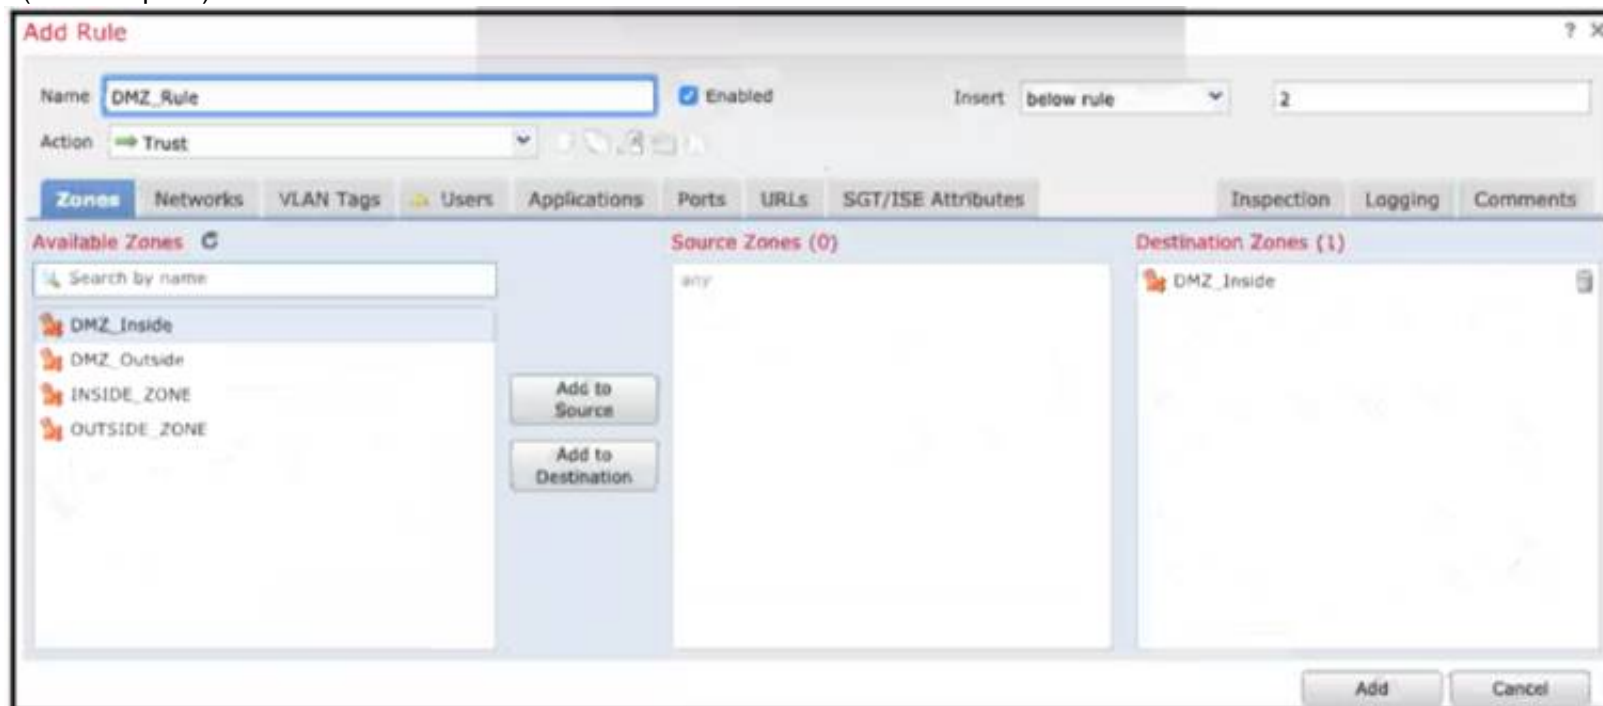 Add Rule ? X
Name DMZ_Rule Enabled Insert below rule 2
Action Trust
Zones Networks VLAN Tags Users Applications Ports URLs SGT/ISE Attributes Inspection Logging Comments
Available Zones Source Zones (0) Destination Zones (1)
Search by name any DMZ_Inside
DMZ_Inside
DMZ_Outside
INSIDE_ZONE
OUTSIDE_ZONE
Add to
Source
Add to
Destination
Add Cancel